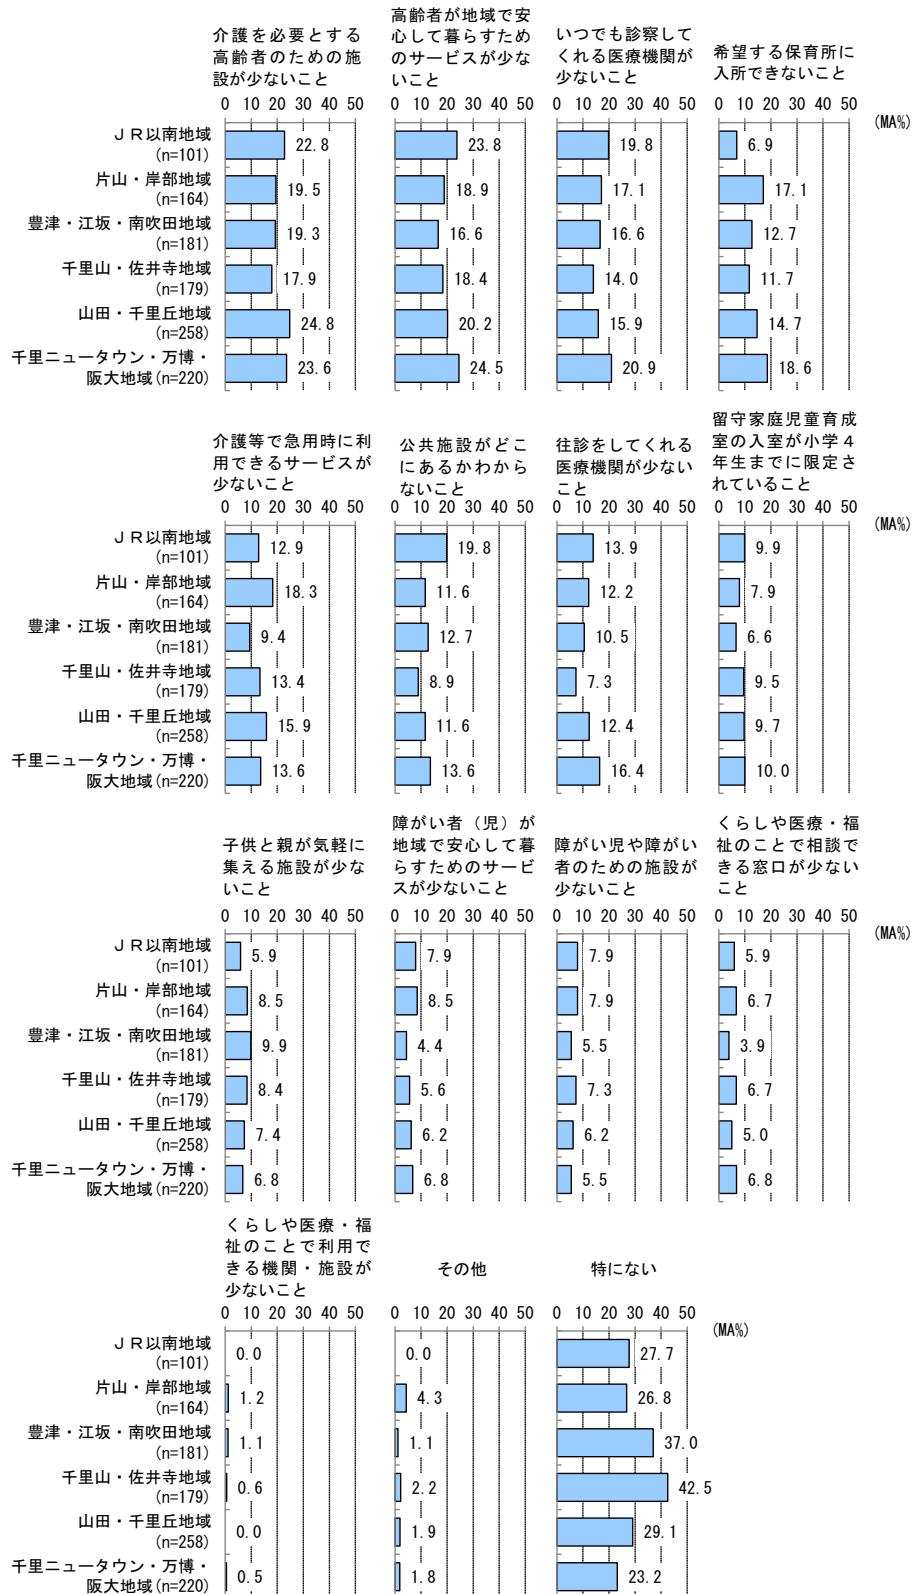 介護を必要とする
高齢者のための施
設が少ないこと
高齢者が地域で安
心して暮らすため
のサービスが少な
いこと
いつでも診察して
くれる医療機関が
少ないこと
希望する保育所に
入所できないこと
0 10 20 30 40 50
0 10 20 30 40 50
0 10 20 30 40 50
0 10 20 30 40 50
(MA%)
ＪＲ以南地域
(n=101)
22.8
23.8
19.8
6.9
片山・岸部地域
(n=164)
19.5
18.9
17.1
17.1
豊津・江坂・南吹田地域
(n=181)
19.3
16.6
16.6
12.7
千里山・佐井寺地域
(n=179)
17.9
18.4
14.0
11.7
山田・千里丘地域
(n=258)
24.8
20.2
15.9
14.7
千里ニュータウン・万博・
阪大地域(n=220)
23.6
24.5
20.9
18.6
介護等で急用時に利
用できるサービスが
少ないこと
公共施設がどこ
にあるかわから
ないこと
往診をしてくれる
医療機関が少ない
こと
留守家庭児童育成
室の入室が小学４
年生までに限定さ
れていること
0 10 20 30 40 50
0 10 20 30 40 50
0 10 20 30 40 50
0 10 20 30 40 50
(MA%)
ＪＲ以南地域
(n=101)
12.9
19.8
13.9
9.9
片山・岸部地域
(n=164)
18.3
11.6
12.2
7.9
豊津・江坂・南吹田地域
(n=181)
9.4
12.7
10.5
6.6
千里山・佐井寺地域
(n=179)
13.4
8.9
7.3
9.5
山田・千里丘地域
(n=258)
15.9
11.6
12.4
9.7
千里ニュータウン・万博・
阪大地域(n=220)
13.6
13.6
16.4
10.0
子供と親が気軽に
集える施設が少な
いこと
障がい者（児）が
地域で安心して暮
らすためのサービ
スが少ないこと
障がい児や障がい
者のための施設が
少ないこと
くらしや医療・福
祉のことで相談で
きる窓口が少ない
こと
0 10 20 30 40 50
0 10 20 30 40 50
0 10 20 30 40 50
0 10 20 30 40 50
(MA%)
ＪＲ以南地域
(n=101)
5.9
7.9
7.9
5.9
片山・岸部地域
(n=164)
8.5
8.5
7.9
6.7
豊津・江坂・南吹田地域
(n=181)
9.9
4.4
5.5
3.9
千里山・佐井寺地域
(n=179)
8.4
5.6
7.3
6.7
山田・千里丘地域
(n=258)
7.4
6.2
6.2
5.0
千里ニュータウン・万博・
阪大地域(n=220)
6.8
6.8
5.5
6.8
くらしや医療・福
祉のことで利用で
きる機関・施設が
少ないこと
その他
特にない
0 10 20 30 40 50
0 10 20 30 40 50
0 10 20 30 40 50
(MA%)
ＪＲ以南地域
(n=101)
0.0
0.0
27.7
片山・岸部地域
(n=164)
1.2
4.3
26.8
豊津・江坂・南吹田地域
(n=181)
1.1
1.1
37.0
千里山・佐井寺地域
(n=179)
0.6
2.2
42.5
山田・千里丘地域
(n=258)
0.0
1.9
29.1
千里ニュータウン・万博・
阪大地域(n=220)
0.5
1.8
23.2